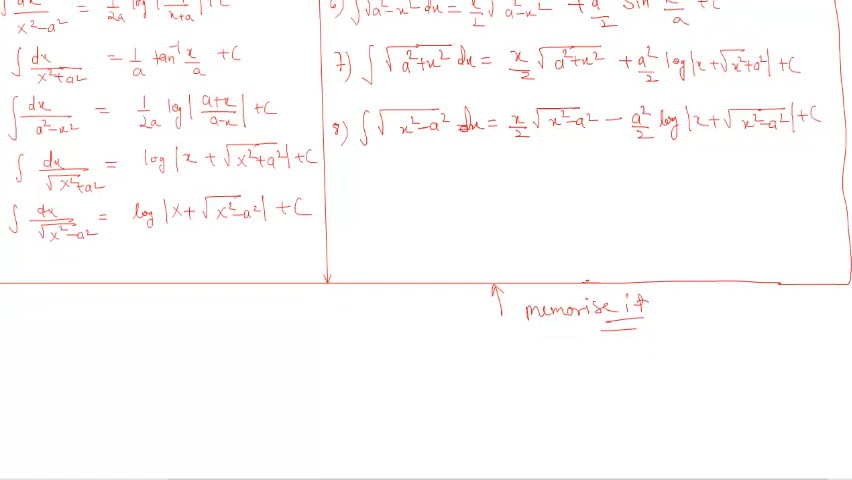 ∫ dx/(x²-a²) = 1/2a log| /(x+a)| + C
∫ dx/(x²+a²) = 1/a tan⁻¹ x/a + C
∫ dx/(a²-x²) = 1/2a log|(a+x)/(a-x)| + C
∫ dx/√(x²+a²) = log|x + √(x²+a²)| + C
∫ dx/√(x²-a²) = log|x + √(x²-a²)| + C
6) ∫√(a²-x²) dx = x/2 √(a²-x²) + a²/2 sin⁻¹ x/a + C
7) ∫√(a²+x²) dx = x/2 √(a²+x²) + a²/2 log|x+√(x²+a²)| + C
8) ∫√(x²-a²) dx = x/2 √(x²-a²) - a²/2 log|x+√(x²-a²)| + C
↑ memorise it